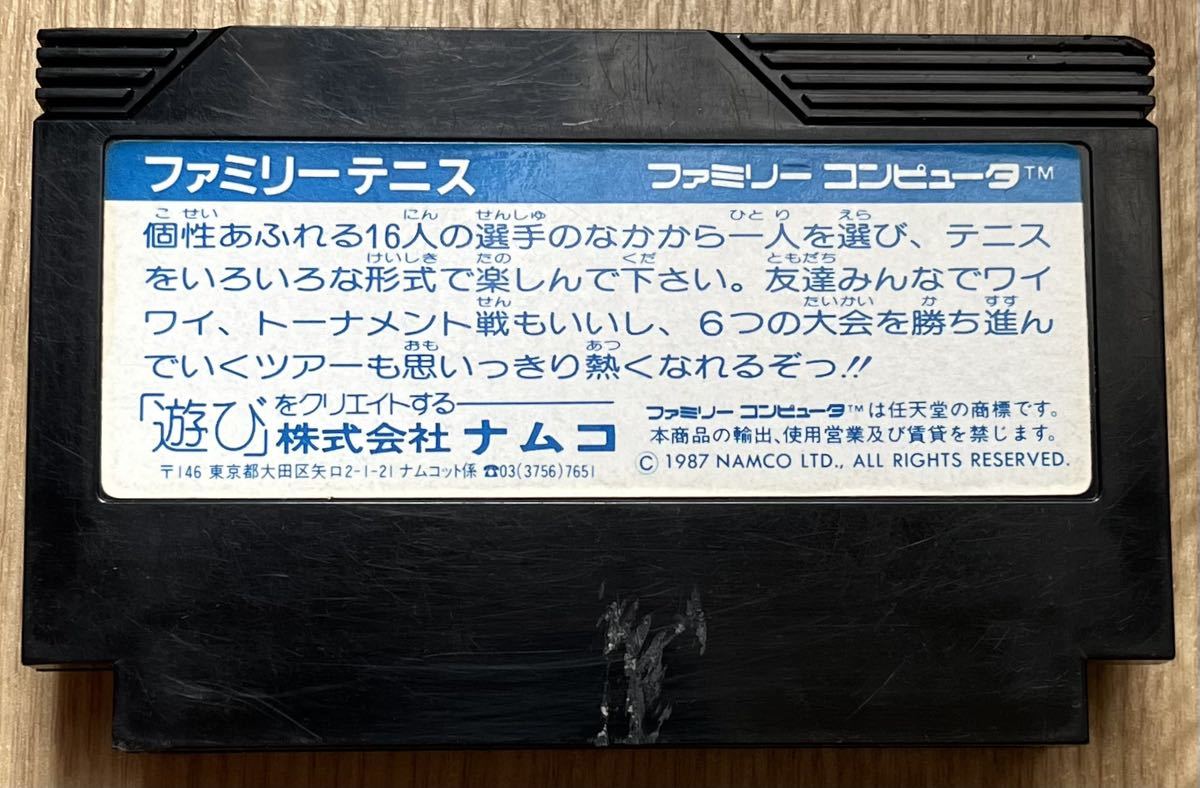 ファミリーテニス ファミリー コンピュータ™
個性あふれる16人の選手のなかから一人を選び、テニス
こせい にん せんしゅ ひとり えら
をいろいろな形式で楽しんで下さい。友達みんなでワイ
けいしき たの くだ ともだち
ワイ、トーナメント戦もいいし、6つの大会を勝ち進ん
せん たいかい か すす
でいくツアーも思いっきり熱くなれるぞっ!!
おも あつ
「遊び」をクリエイトする
株式会社 ナムコ
〒146 東京都大田区矢口2-1-21 ナムコット係 ☎03(3756)7651
ファミリー コンピュータ™は任天堂の商標です。
本商品の輸出、使用営業及び賃貸を禁じます。
© 1987 NAMCO LTD., ALL RIGHTS RESERVED.